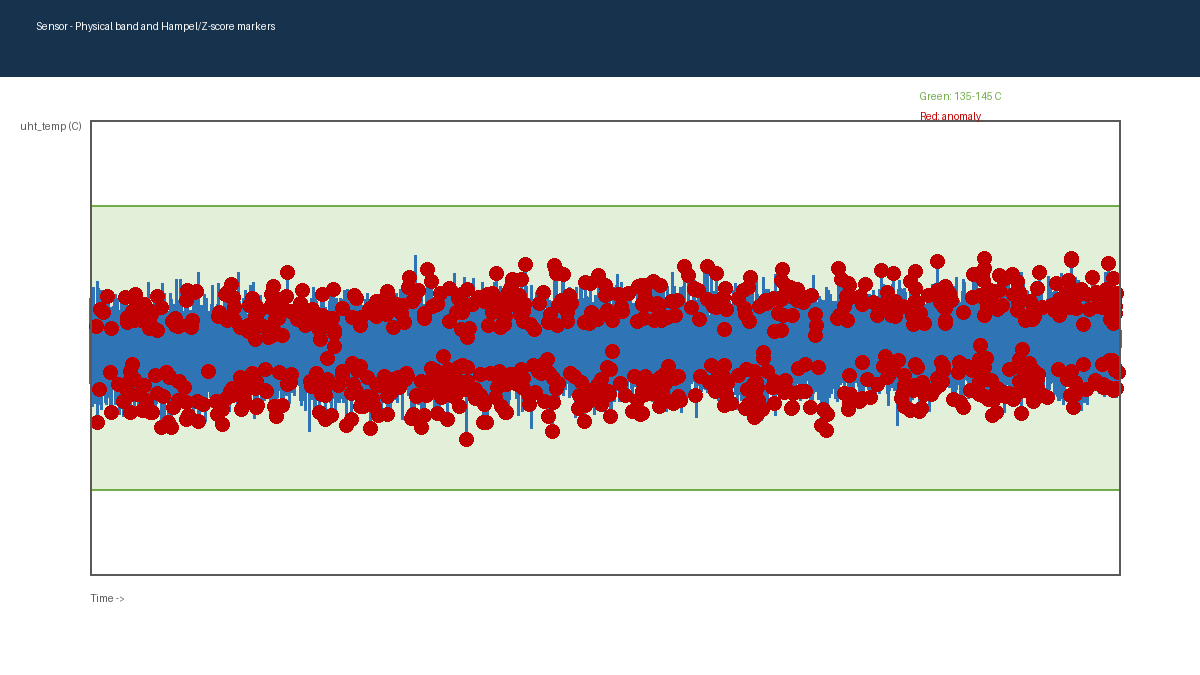 Sensor - Physical band and Hampel/Z-score markers
Green: 135-145 C
Red: anomaly
uht_temp (C)
Time ->